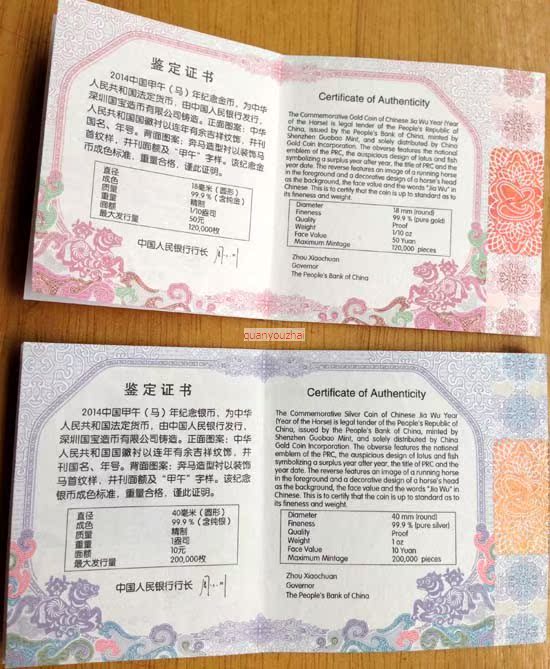 鉴定证书
2014中国甲午（马）年纪念金币，为中华
人民共和国法定货币，由中国人民银行发行，
深圳国宝造币有限公司铸造。正面图案：中华
人民共和国国徽衬以连年有余吉祥纹饰，并刊
国名、年号。背面图案：奔马造型衬以装饰马
首纹样，并刊面额及“甲午”字样。该纪念金
币成色标准，重量合格，谨此证明。
直径 18毫米（圆形）
成色 99.9％（含纯金）
质量 精制
重量 1/10盎司
面额 50元
最大发行量 120,000枚
中国人民银行行长
Certificate of Authenticity
The Commemorative Gold Coin of Chinese Jia Wu Year (Year
of the Horse) is legal tender of the People's Republic of
China, issued by the People's Bank of China, minted by
Shenzhen Guobao Mint, and solely distributed by China
Gold Coin Incorporation. The obverse features the national
emblem of the PRC, the auspicious design of lotus and fish
symbolizing a surplus year after year, the title of PRC and the
year date. The reverse features an image of a running horse
in the foreground and a decorative design of a horse's head
as the background, the face value and the words "Jia Wu" in
Chinese. This is to certify that the coin is up to standard as to
its fineness and weight.
Diameter 18 mm (round)
Fineness 99.9 % (pure gold)
Quality Proof
Weight 1/10 oz
Face Value 50 Yuan
Maximum Mintage 120,000 pieces
Zhou Xiaochuan
Governor
The People's Bank of China
quanyouzhai
鉴定证书
2014中国甲午（马）年纪念银币，为中华
人民共和国法定货币，由中国人民银行发行，
深圳国宝造币有限公司铸造。正面图案：中华
人民共和国国徽衬以连年有余吉祥纹饰，并
刊国名、年号。背面图案：奔马造型衬以装饰
马首纹样，并刊面额及“甲午”字样。该纪念
银币成色标准，重量合格，谨此证明。
直径 40毫米（圆形）
成色 99.9％（含纯银）
质量 精制
重量 1盎司
面额 10元
最大发行量 200,000枚
中国人民银行行长
Certificate of Authenticity
The Commemorative Silver Coin of Chinese Jia Wu Year
(Year of the Horse) is legal tender of the People's Republic of
China, issued by the People's Bank of China, minted by
Shenzhen Guobao Mint, and solely distributed by China
Gold Coin Incorporation. The obverse features the national
emblem of the PRC, the auspicious design of lotus and fish
symbolizing a surplus year after year, the title of PRC and the
year date. The reverse features an image of a running horse
in the foreground and a decorative design of a horse's head
as the background, the face value and the words "Jia Wu" in
Chinese. This is to certify that the coin is up to standard as to
its fineness and weight.
Diameter 40 mm (round)
Fineness 99.9 % (pure silver)
Quality Proof
Weight 1 oz
Face Value 10 Yuan
Maximum Mintage 200,000 pieces
Zhou Xiaochuan
Governor
The People's Bank of China